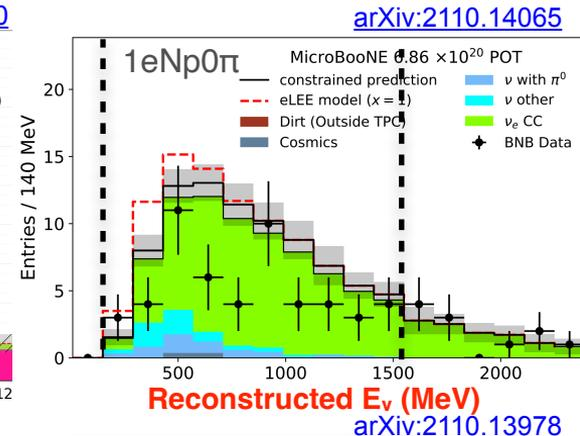 0
arXiv:2110.14065
1eNp0π
MicroBooNE 6.86 ×10²⁰ POT
constrained prediction
eLEE model (x = 1)
Dirt (Outside TPC)
Cosmics
ν with π⁰
ν other
νₑ CC
BNB Data
Entries / 140 MeV
20
15
10
5
0
500
1000
1500
2000
12
Reconstructed Eᵥ (MeV)
arXiv:2110.13978